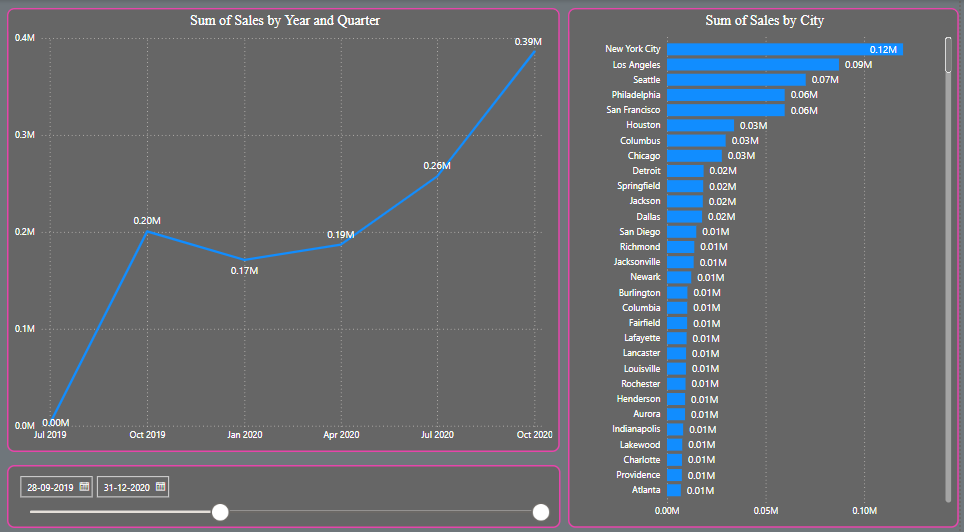 Sum of Sales by Year and Quarter
0.4M
0.3M
0.2M
0.1M
0.0M
0.00M
0.20M
0.17M
0.19M
0.26M
0.39M
Jul 2019
Oct 2019
Jan 2020
Apr 2020
Jul 2020
Oct 2020
28-09-2019
31-12-2020
Sum of Sales by City
New York City 0.12M
Los Angeles 0.09M
Seattle 0.07M
Philadelphia 0.06M
San Francisco 0.06M
Houston 0.03M
Columbus 0.03M
Chicago 0.03M
Detroit 0.02M
Springfield 0.02M
Jackson 0.02M
Dallas 0.02M
San Diego 0.01M
Richmond 0.01M
Jacksonville 0.01M
Newark 0.01M
Burlington 0.01M
Columbia 0.01M
Fairfield 0.01M
Lafayette 0.01M
Lancaster 0.01M
Louisville 0.01M
Rochester 0.01M
Henderson 0.01M
Aurora 0.01M
Indianapolis 0.01M
Lakewood 0.01M
Charlotte 0.01M
Providence 0.01M
Atlanta 0.01M
0.00M 0.05M 0.10M